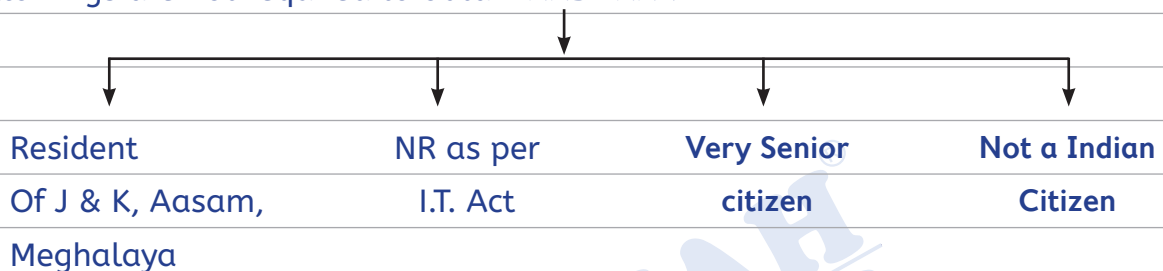 Resident
Of J & K, Aasam,
Meghalaya
NR as per
I.T. Act
Very Senior
citizen
Not a Indian
Citizen